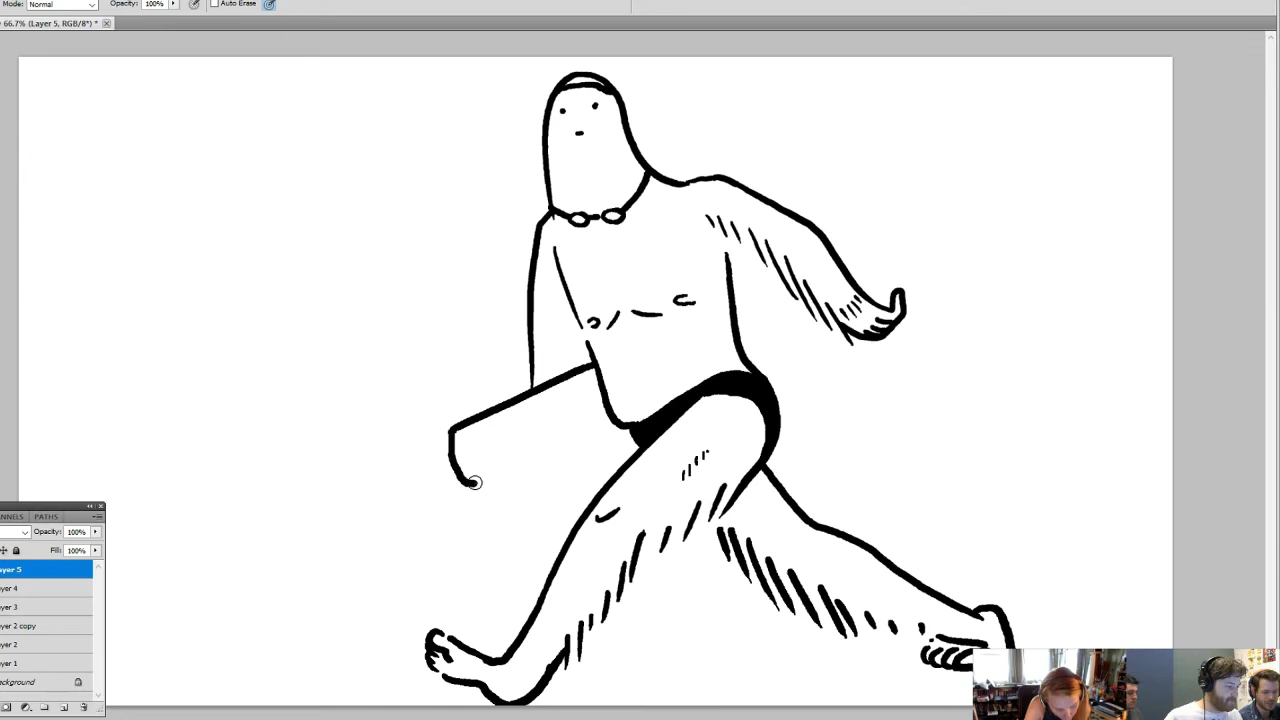 Mode: Normal Opacity: 100% Auto Erase
66.7% (Layer 5, RGB/8*) *
ANNELS PATHS
Opacity: 100%
Fill: 100%
ayer 5
ayer 4
ayer 3
ayer 2 copy
ayer 2
ayer 1
ackground